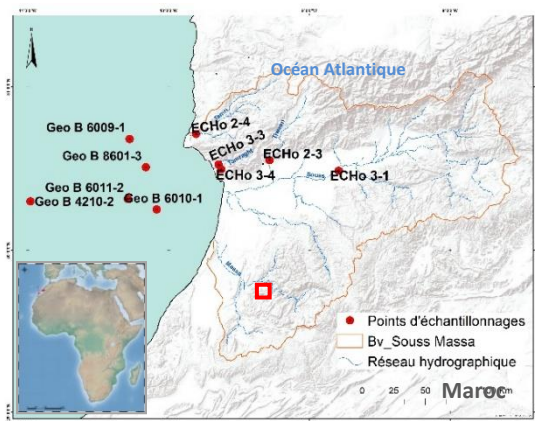 Océan Atlantique
ECHo 2-4
Geo B 6009-1
ECHo 3-3
Geo B 8601-3
Tamraght
ECHo 2-3
ECHo 3-4
ECHo 3-1
Souss
Geo B 6011-2
Geo B 4210-2
Geo B 6010-1
Massa
N
Points d'échantillonnages
Bv_Souss Massa
Réseau hydrographique
0 25 50
Maroc